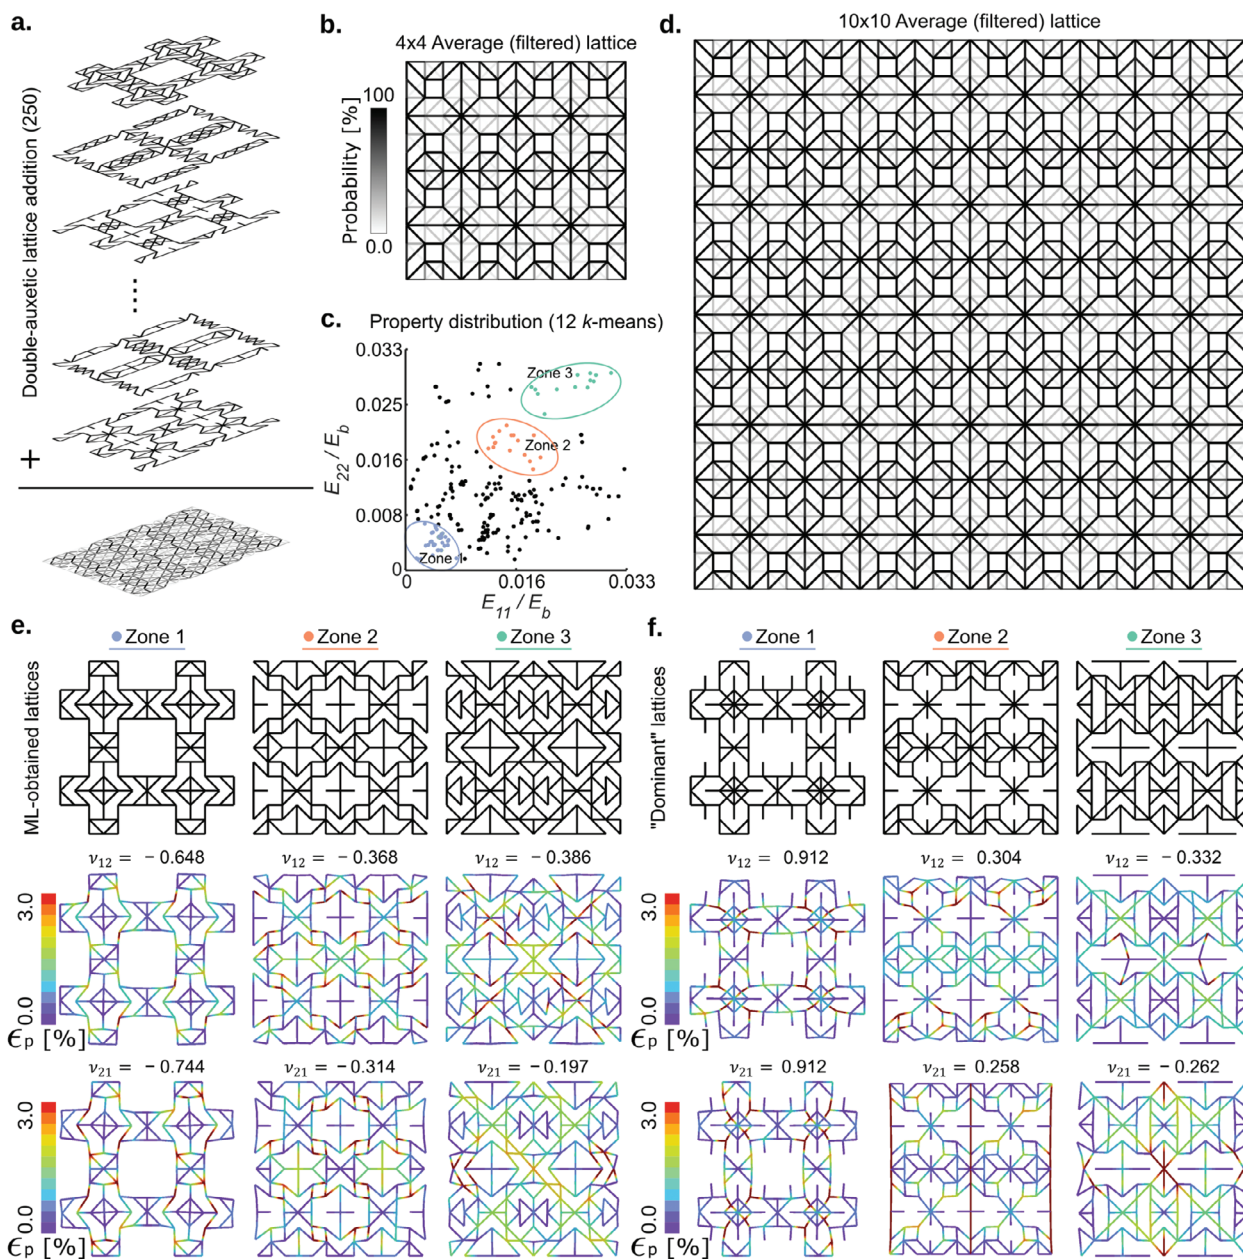 a.
Double-auxetic lattice addition (250)
+
b.
4x4 Average (filtered) lattice
Probability [%]
100
0.0
c.
Property distribution (12 k-means)
E22 / Eb
0.033
0.025
0.016
0.008
0
Zone 3
Zone 2
Zone 1
0
0.016
0.033
E11 / Eb
d.
10x10 Average (filtered) lattice
e.
Zone 1
Zone 2
Zone 3
ML-obtained lattices
ν12 = −0.648
ν12 = −0.368
ν12 = −0.386
3.0
0.0
ϵp [%]
ν21 = −0.744
ν21 = −0.314
ν21 = −0.197
3.0
0.0
ϵp [%]
f.
Zone 1
Zone 2
Zone 3
"Dominant" lattices
ν12 = 0.912
ν12 = 0.304
ν12 = −0.332
3.0
0.0
ϵp [%]
ν21 = 0.912
ν21 = 0.258
ν21 = −0.262
3.0
0.0
ϵp [%]